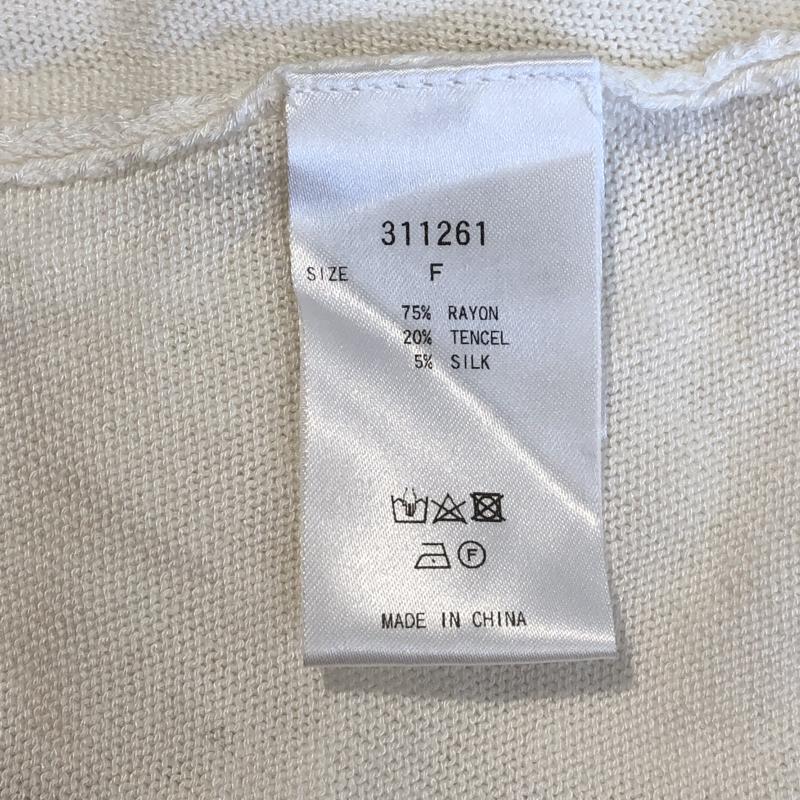 311261
SIZE F
75% RAYON
20% TENCEL
5% SILK
F
MADE IN CHINA